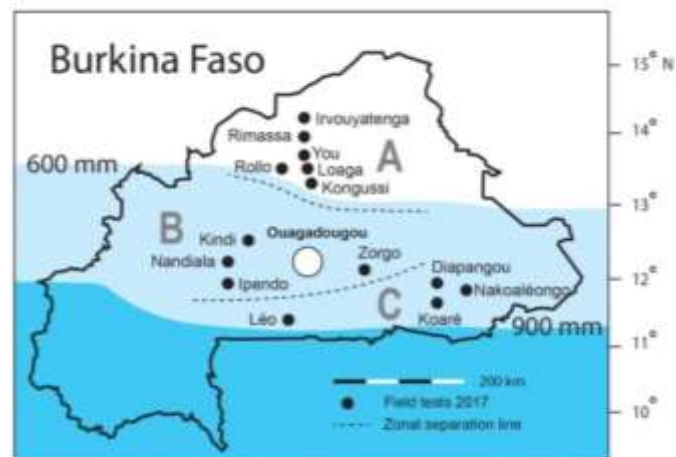 Burkina Faso
15° N
Irvouyatenga
14°
Rimassa
You
A
600 mm
Rollo
Loaga
Kongussi
13°
B
Ouagadougou
Kindi
Zorgo
Nandiala
Diapangou
12°
Ipendo
C
Nakoaléongo
Léo
Koaré
900 mm
11°
200 km
Field tests 2017
10°
Zonal separation line